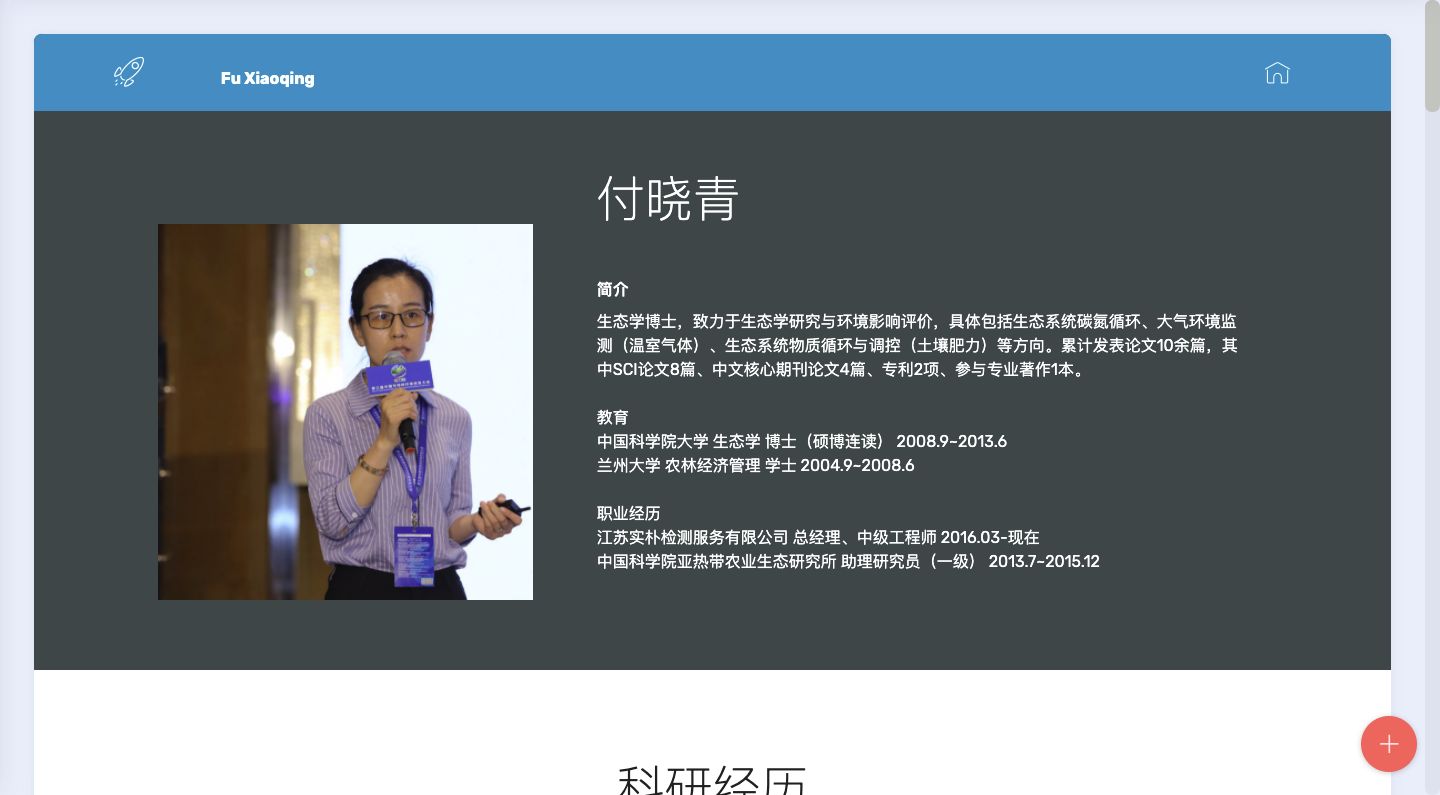 Fu Xiaoqing
付晓青
简介
生态学博士，致力于生态学研究与环境影响评价，具体包括生态系统碳氮循环、大气环境监
测（温室气体）、生态系统物质循环与调控（土壤肥力）等方向。累计发表论文10余篇，其
中SCI论文8篇、中文核心期刊论文4篇、专利2项、参与专业著作1本。
教育
中国科学院大学 生态学 博士（硕博连读） 2008.9–2013.6
兰州大学 农林经济管理 学士 2004.9–2008.6
职业经历
江苏实朴检测服务有限公司 总经理、中级工程师 2016.03-现在
中国科学院亚热带农业生态研究所 助理研究员（一级） 2013.7–2015.12
科研经历